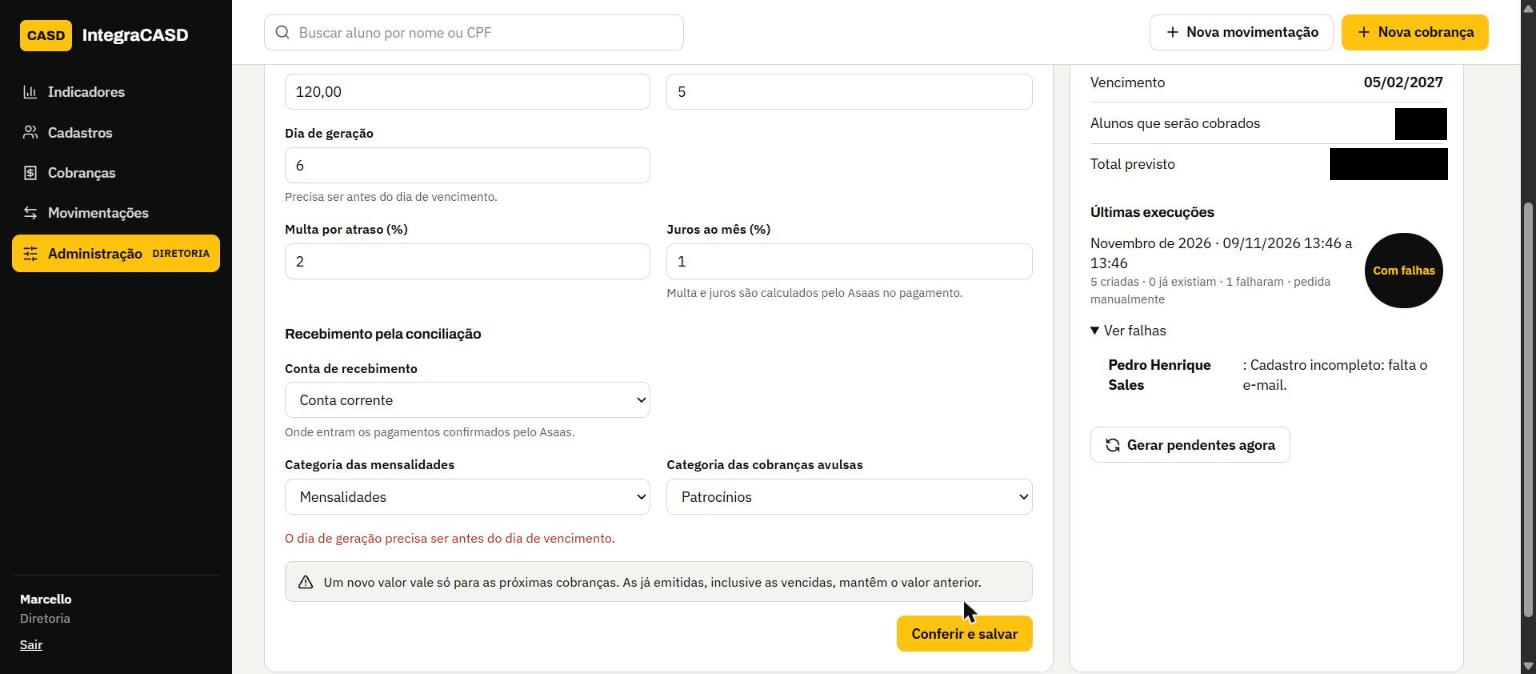 CASD IntegraCASD
Indicadores
Cadastros
Cobranças
Movimentações
Administração DIRETORIA
Marcello
Diretoria
Sair
Buscar aluno por nome ou CPF
Nova movimentação
Nova cobrança
120,00
5
Dia de geração
6
Precisa ser antes do dia de vencimento.
Multa por atraso (%)
Juros ao mês (%)
2
1
Multa e juros são calculados pelo Asaas no pagamento.
Recebimento pela conciliação
Conta de recebimento
Conta corrente
Onde entram os pagamentos confirmados pelo Asaas.
Categoria das mensalidades
Categoria das cobranças avulsas
Mensalidades
Patrocínios
O dia de geração precisa ser antes do dia de vencimento.
Um novo valor vale só para as próximas cobranças. As já emitidas, inclusive as vencidas, mantêm o valor anterior.
Conferir e salvar
Vencimento 05/02/2027
Alunos que serão cobrados
Total previsto
Últimas execuções
Novembro de 2026 · 09/11/2026 13:46 a
13:46
5 criadas · 0 já existiam · 1 falharam · pedida
manualmente
Com falhas
Ver falhas
Pedro Henrique : Cadastro incompleto: falta o
Sales e-mail.
Gerar pendentes agora